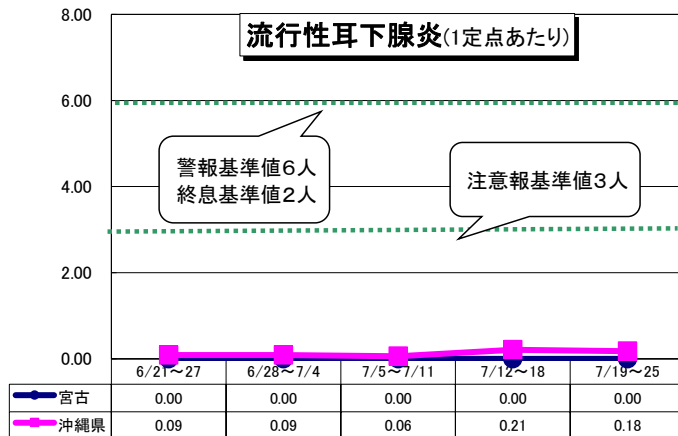 流行性耳下腺炎(1定点あたり)
8.00
6.00
警報基準値6人
終息基準値2人
注意報基準値3人
4.00
2.00
0.00
6/21～27 6/28～7/4 7/5～7/11 7/12～18 7/19～25
宮古 0.00 0.00 0.00 0.00 0.00
沖縄県 0.09 0.09 0.06 0.21 0.18